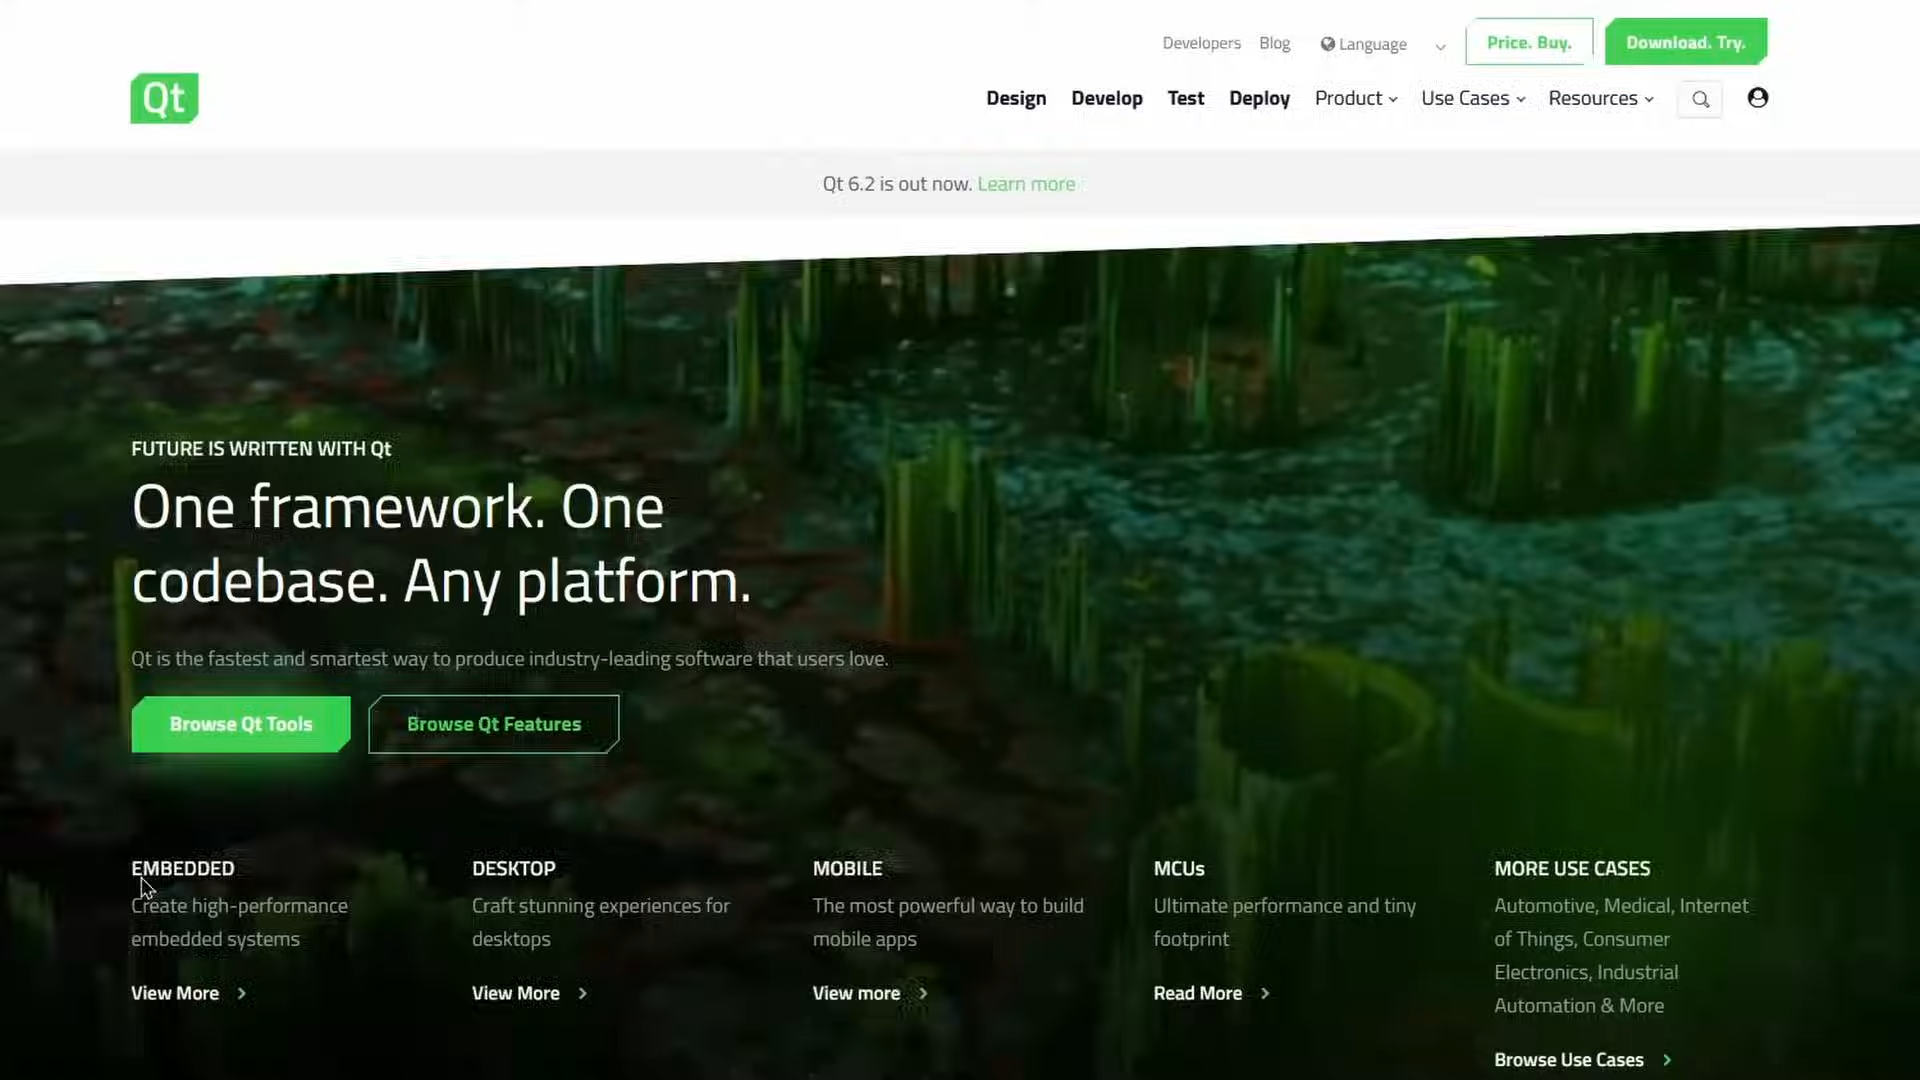 Developers Blog Language Price. Buy. Download. Try.
Qt Design Develop Test Deploy Product Use Cases Resources
Qt 6.2 is out now. Learn more
FUTURE IS WRITTEN WITH Qt
One framework. One
codebase. Any platform.
Qt is the fastest and smartest way to produce industry-leading software that users love.
Browse Qt Tools Browse Qt Features
EMBEDDED
Create high-performance
embedded systems
View More
DESKTOP
Craft stunning experiences for
desktops
View More
MOBILE
The most powerful way to build
mobile apps
View more
MCUs
Ultimate performance and tiny
footprint
Read More
MORE USE CASES
Automotive, Medical, Internet
of Things, Consumer
Electronics, Industrial
Automation & More
Browse Use Cases